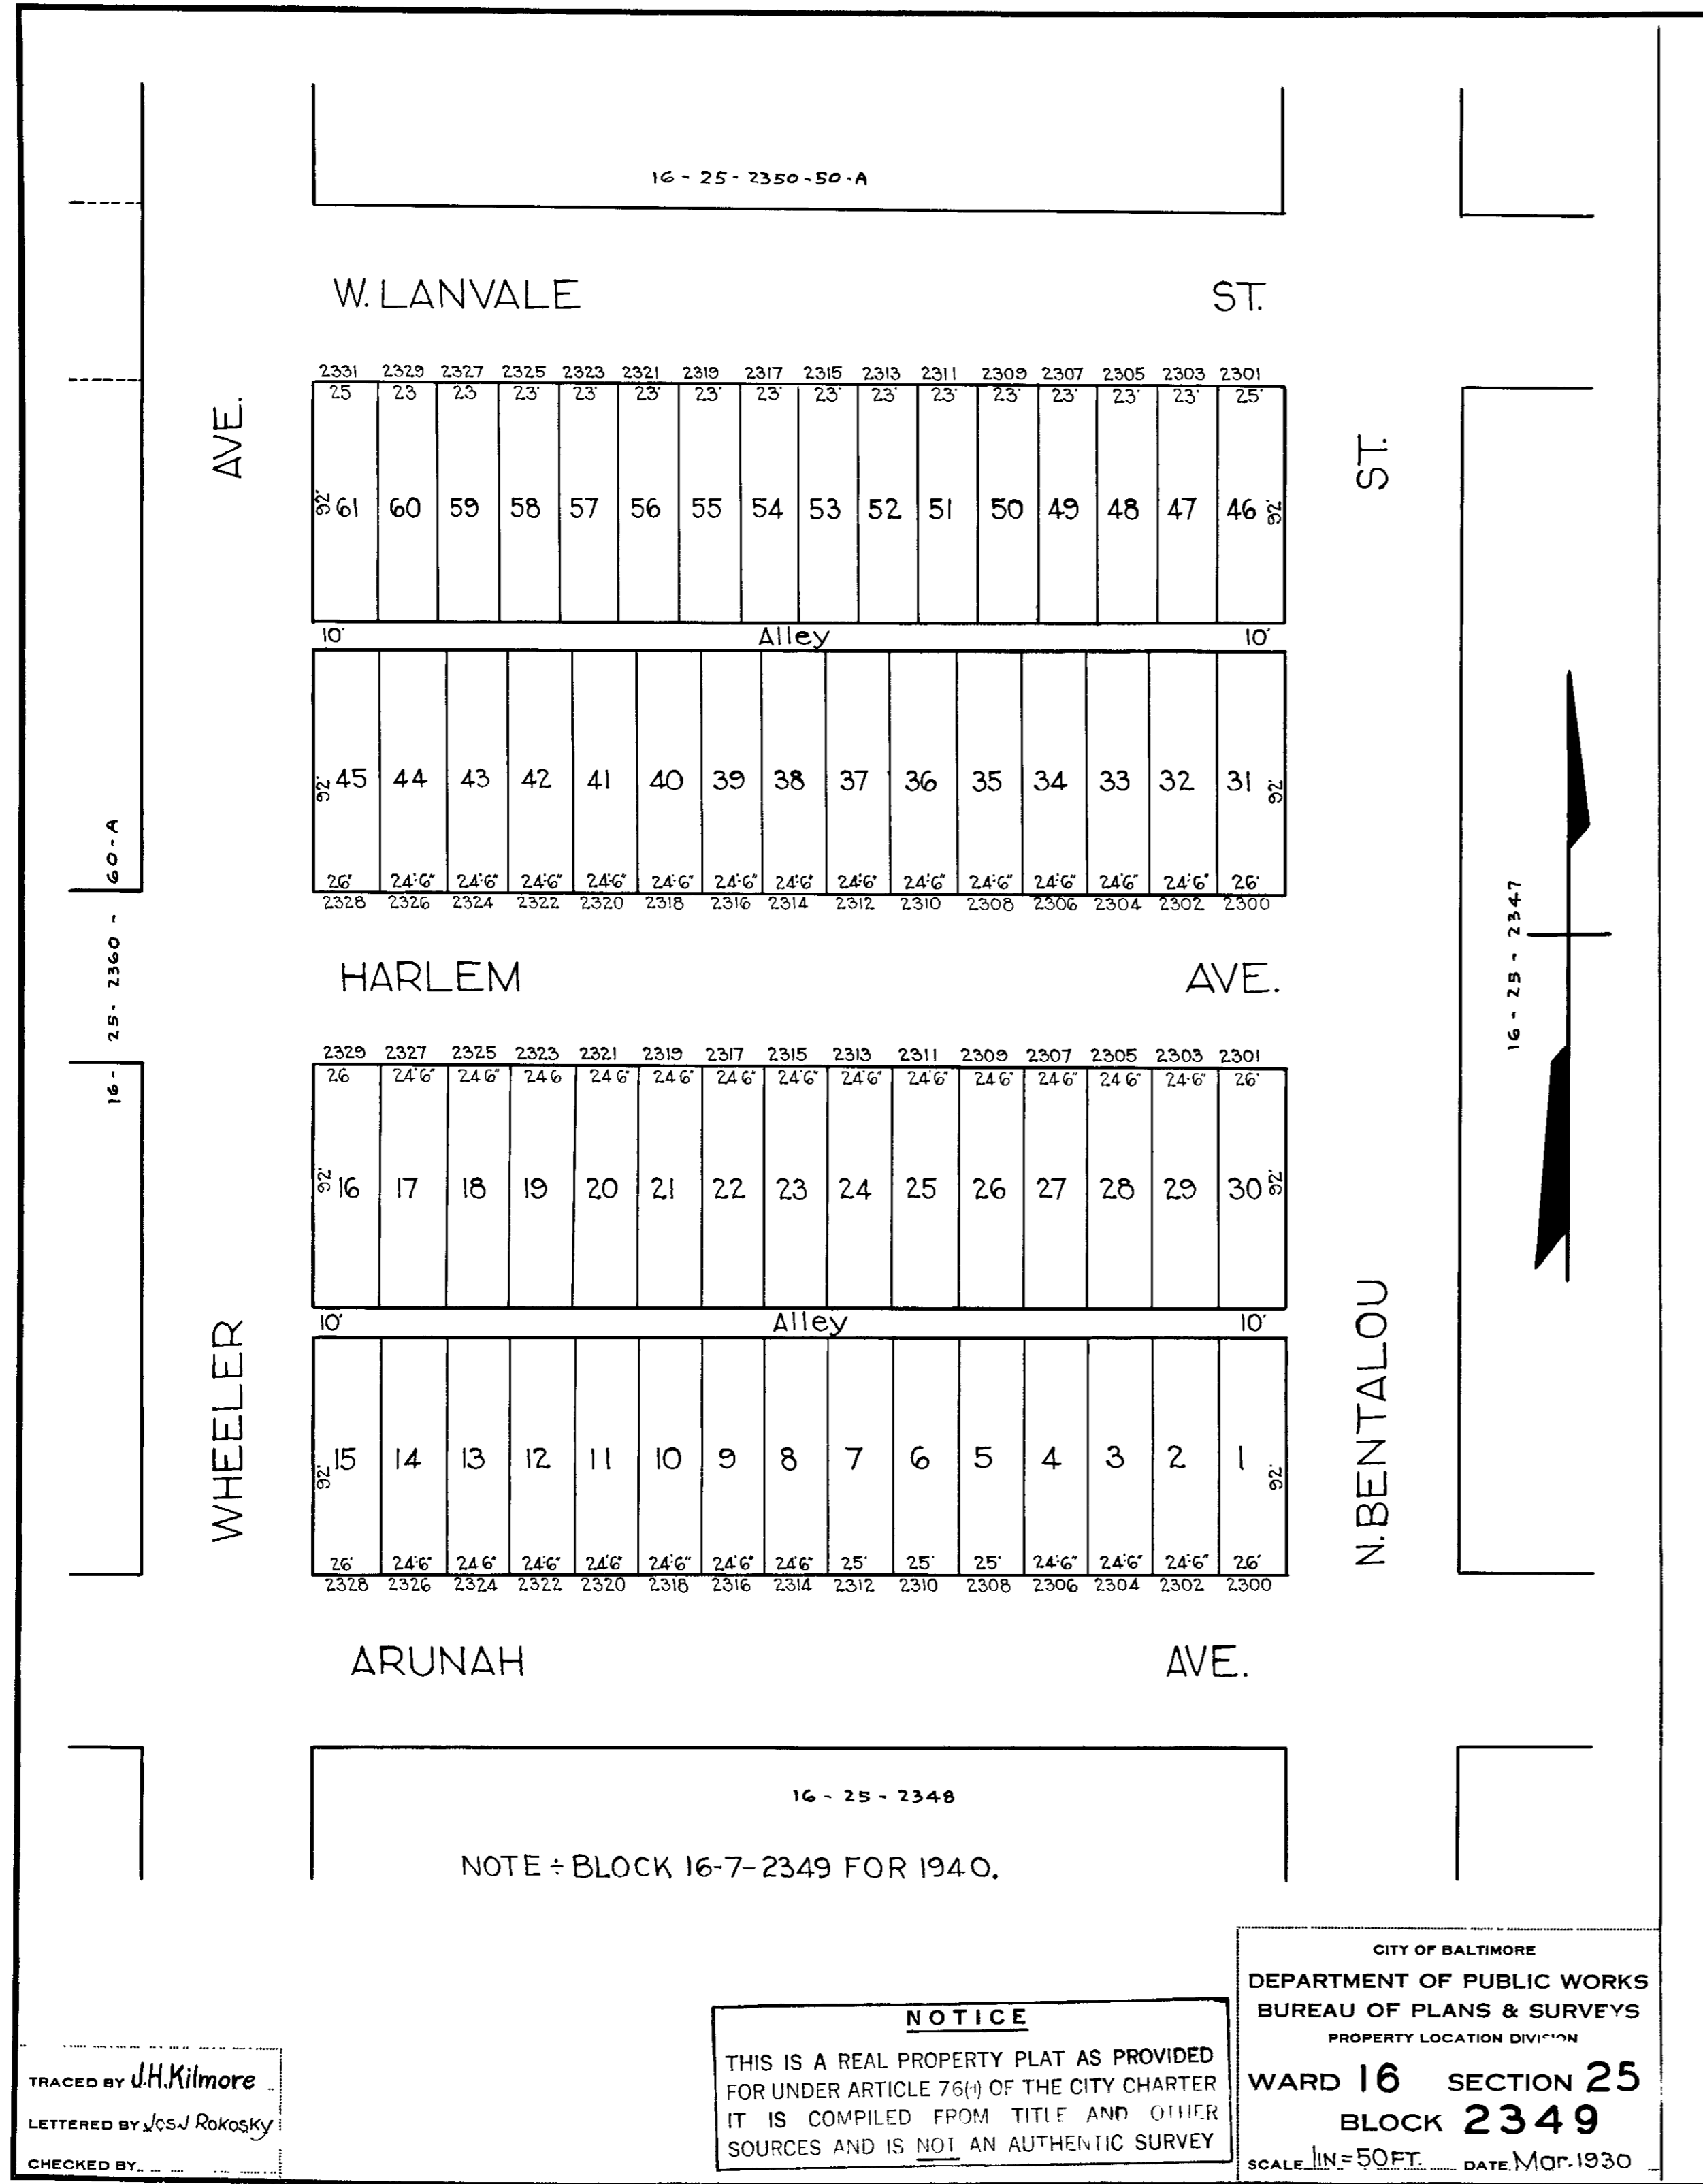 16 - 25 - 2350-50-A
W. LANVALE ST.
2331 2329 2327 2325 2323 2321 2319 2317 2315 2313 2311 2309 2307 2305 2303 2301
25 23 23 23' 23' 23' 23' 23' 23' 23' 23' 23' 23' 23' 23' 25'
92' 61 60 59 58 57 56 55 54 53 52 51 50 49 48 47 46 92'
10' Alley 10'
92' 45 44 43 42 41 40 39 38 37 36 35 34 33 32 31 92'
26' 24'6" 24'6" 24'6" 24'6" 24'6" 24'6" 24'6" 24'6" 24'6" 24'6" 24'6" 24'6" 24'6" 26'
2328 2326 2324 2322 2320 2318 2316 2314 2312 2310 2308 2306 2304 2302 2300
HARLEM AVE.
2329 2327 2325 2323 2321 2319 2317 2315 2313 2311 2309 2307 2305 2303 2301
26 24'6" 24 6" 24 6 24 6" 24 6" 24 6" 24'6" 24'6" 24'6" 24 6" 24 6" 24 6" 24'6" 26'
92' 16 17 18 19 20 21 22 23 24 25 26 27 28 29 30 92'
10' Alley 10'
92' 15 14 13 12 11 10 9 8 7 6 5 4 3 2 1 92'
26' 24'6" 24 6" 24'6" 24'6" 24'6" 24'6" 24'6" 25' 25' 25' 24'6" 24'6" 24'6" 26'
2328 2326 2324 2322 2320 2318 2316 2314 2312 2310 2308 2306 2304 2302 2300
ARUNAH AVE.
WHEELER AVE.
N. BENTALOU ST.
16 - 25 - 2360 - 60-A
16 - 25 - 2347
16 - 25 - 2348
NOTE ÷ BLOCK 16-7-2349 FOR 1940.
TRACED BY J.H.Kilmore
LETTERED BY Jos J Rokosky
CHECKED BY
NOTICE
THIS IS A REAL PROPERTY PLAT AS PROVIDED
FOR UNDER ARTICLE 76 OF THE CITY CHARTER
IT IS COMPILED FROM TITLE AND OTHER
SOURCES AND IS NOT AN AUTHENTIC SURVEY
CITY OF BALTIMORE
DEPARTMENT OF PUBLIC WORKS
BUREAU OF PLANS & SURVEYS
PROPERTY LOCATION DIVISION
WARD 16 SECTION 25
BLOCK 2349
SCALE 1IN=50FT. DATE Mar.1930